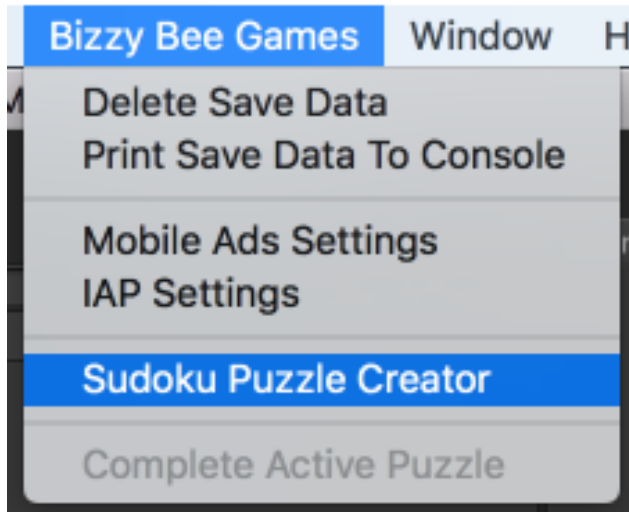 Bizzy Bee Games Window H
Delete Save Data
Print Save Data To Console
Mobile Ads Settings
IAP Settings
Sudoku Puzzle Creator
Complete Active Puzzle